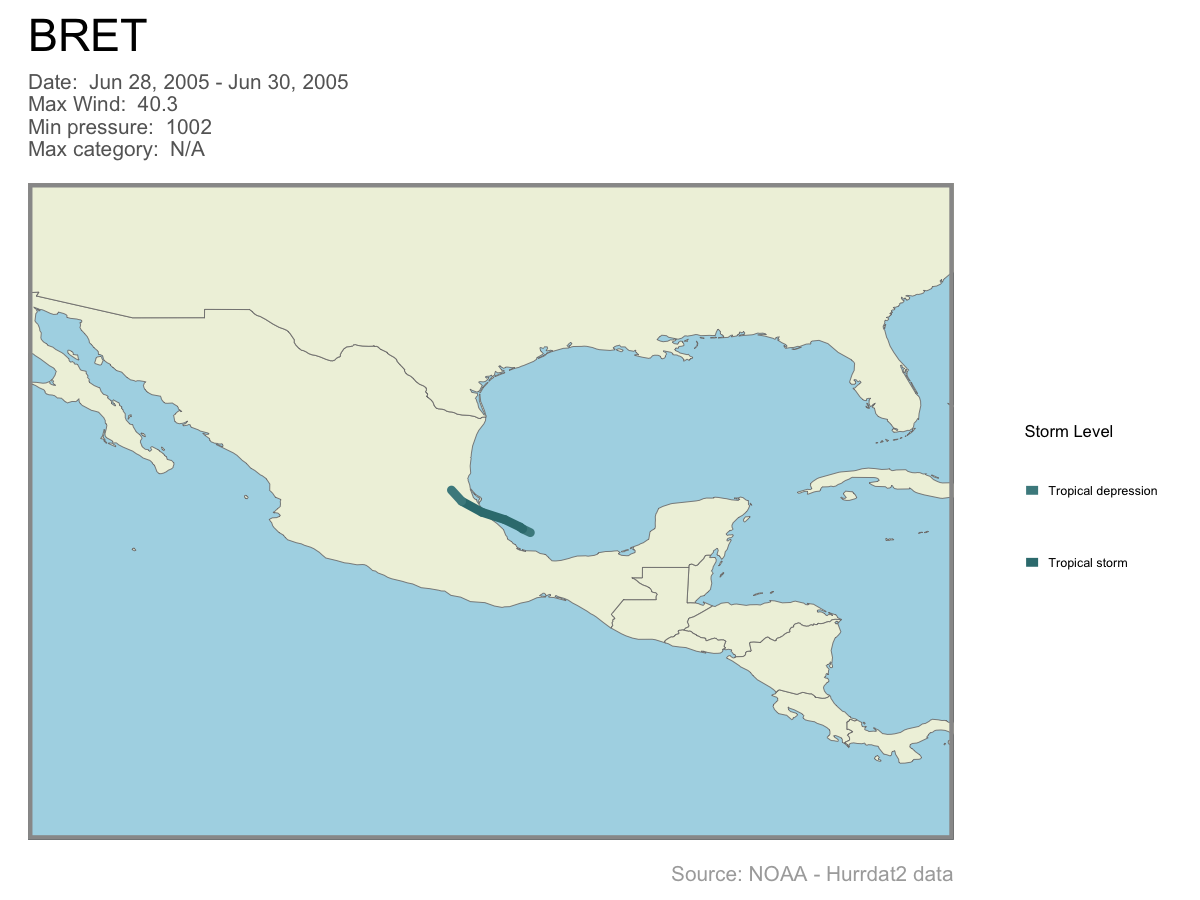 BRET
Date:  Jun 28, 2005 - Jun 30, 2005
Max Wind:  40.3
Min pressure:  1002
Max category:  N/A
Storm Level
Tropical depression
Tropical storm
Source: NOAA - Hurrdat2 data